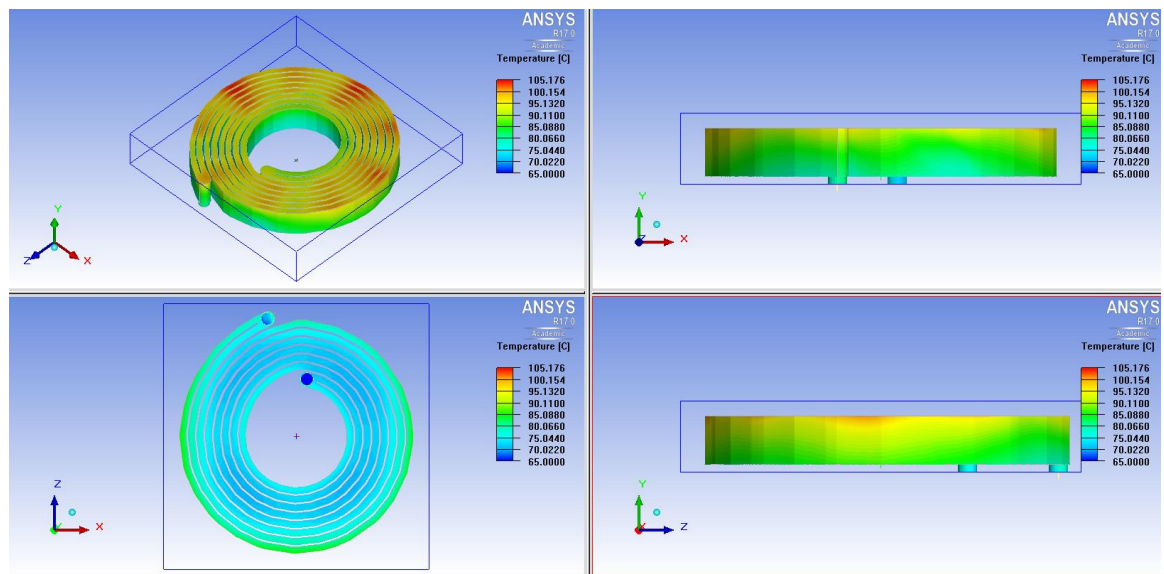 ANSYS
R17.0
Academic
Temperature [C]
105.176
100.154
95.1320
90.1100
85.0880
80.0660
75.0440
70.0220
65.0000
Y
Z
X
ANSYS
R17.0
Academic
Temperature [C]
105.176
100.154
95.1320
90.1100
85.0880
80.0660
75.0440
70.0220
65.0000
Y
Z
X
ANSYS
R17.0
Academic
Temperature [C]
105.176
100.154
95.1320
90.1100
85.0880
80.0660
75.0440
70.0220
65.0000
Z
Y
X
ANSYS
R17.0
Academic
Temperature [C]
105.176
100.154
95.1320
90.1100
85.0880
80.0660
75.0440
70.0220
65.0000
Y
X
Z